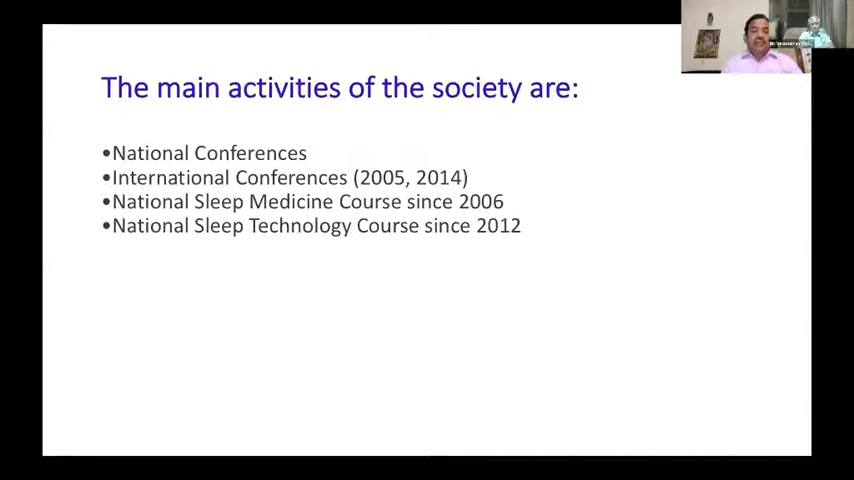 The main activities of the society are:
•National Conferences
•International Conferences (2005, 2014)
•National Sleep Medicine Course since 2006
•National Sleep Technology Course since 2012